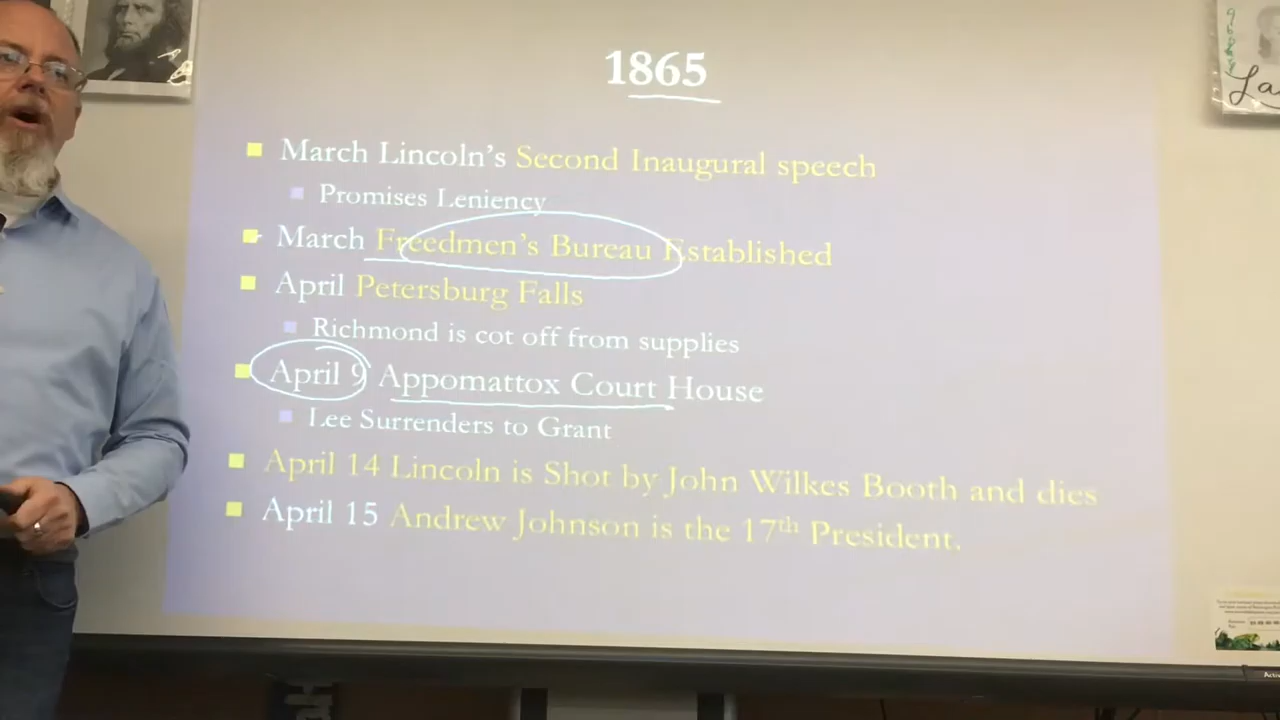 1865
March Lincoln's Second Inaugural speech
Promises Leniency
March Freedmen's Bureau Established
April Petersburg Falls
Richmond is cot off from supplies
April 9 Appomattox Court House
Lee Surrenders to Grant
April 14 Lincoln is Shot by John Wilkes Booth and dies
April 15 Andrew Johnson is the 17th President.